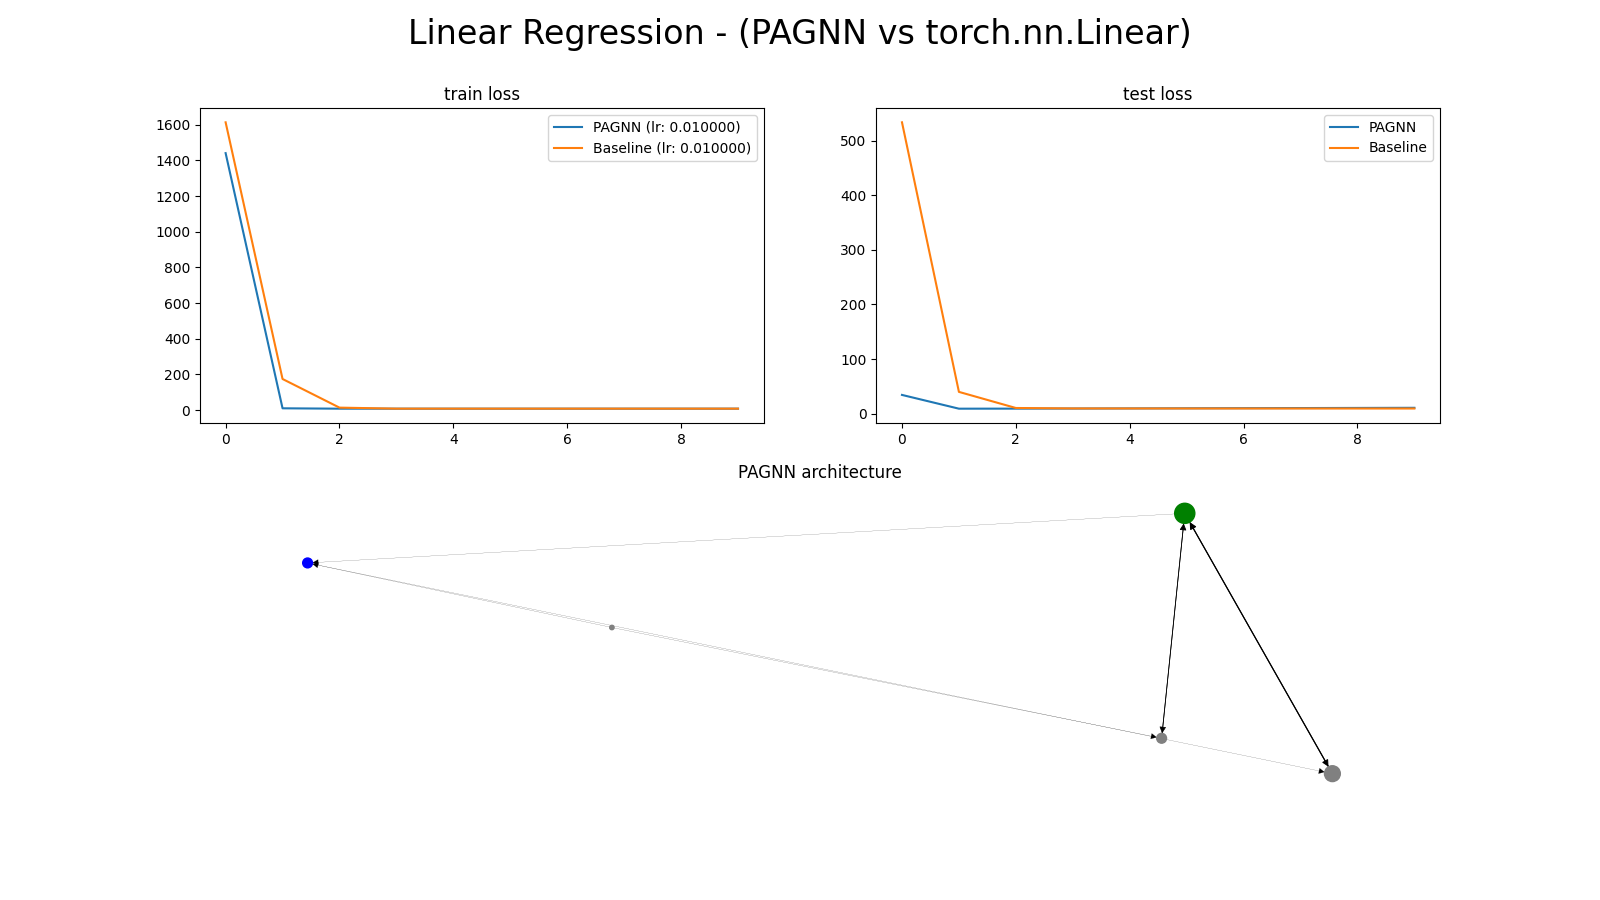 Linear Regression - (PAGNN vs torch.nn.Linear)
train loss
1600
1400
1200
1000
800
600
400
200
0
0 2 4 6 8
PAGNN (lr: 0.010000)
Baseline (lr: 0.010000)
test loss
500
400
300
200
100
0
0 2 4 6 8
PAGNN
Baseline
PAGNN architecture